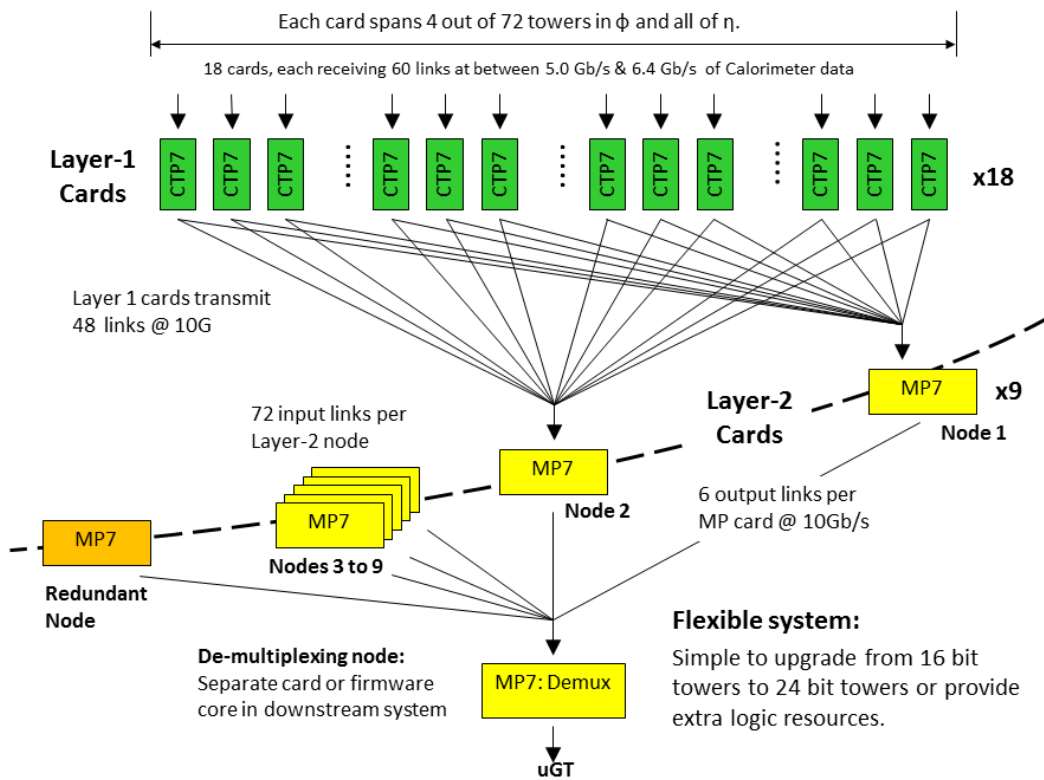 Each card spans 4 out of 72 towers in ϕ and all of η.
18 cards, each receiving 60 links at between 5.0 Gb/s & 6.4 Gb/s of Calorimeter data
Layer-1
Cards
CTP7
CTP7
CTP7
CTP7
CTP7
CTP7
CTP7
CTP7
CTP7
CTP7
CTP7
CTP7
x18
Layer 1 cards transmit
48 links @ 10G
MP7
x9
Node 1
Layer-2
Cards
72 input links per
Layer-2 node
MP7
Node 2
6 output links per
MP card @ 10Gb/s
MP7
Nodes 3 to 9
MP7
Redundant
Node
De-multiplexing node:
Separate card or firmware
core in downstream system
MP7: Demux
uGT
Flexible system:
Simple to upgrade from 16 bit
towers to 24 bit towers or provide
extra logic resources.